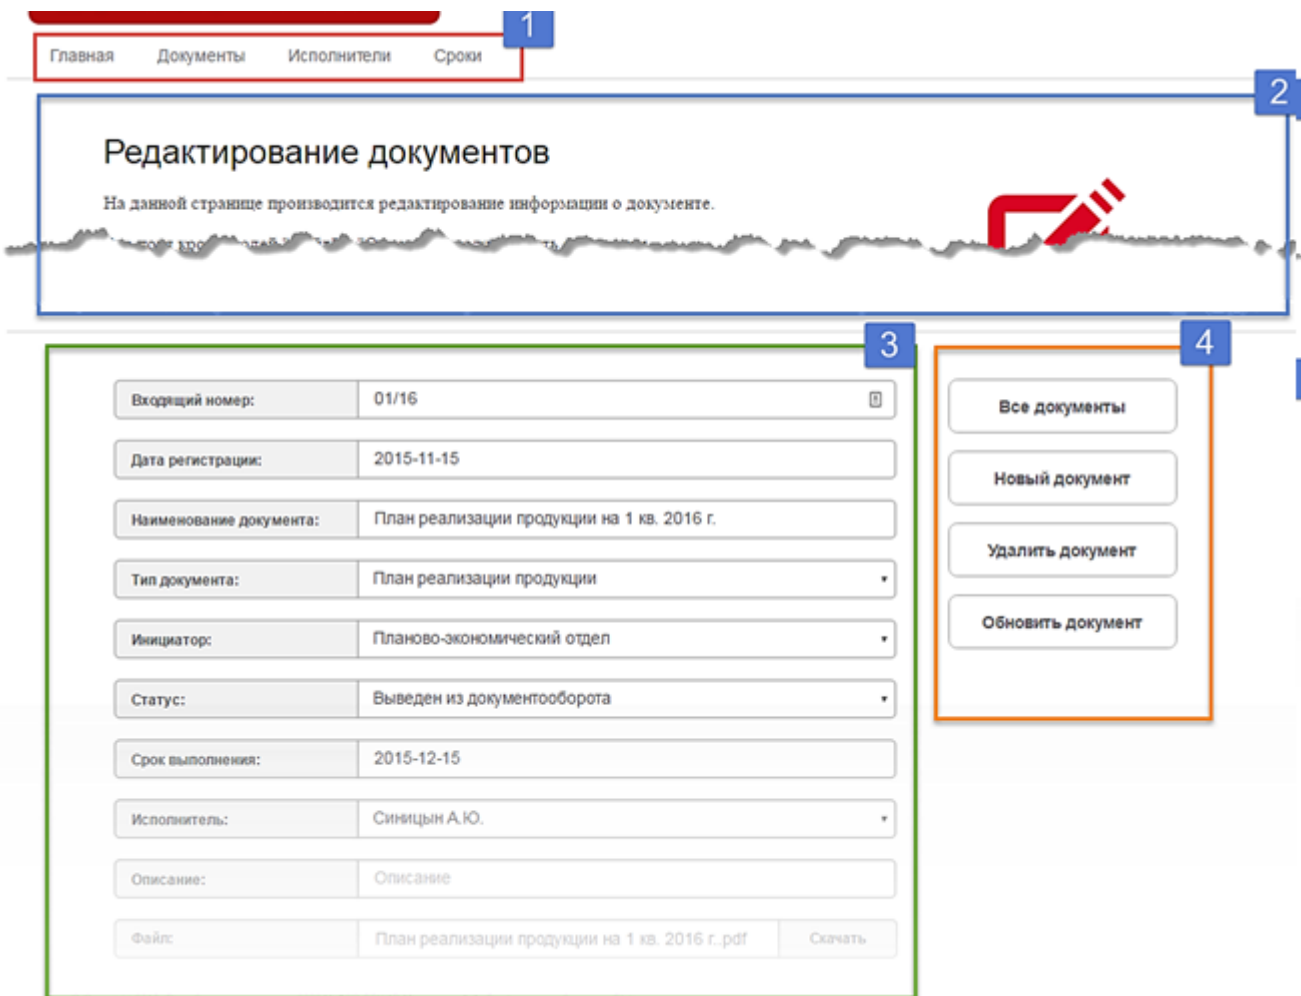 1
Главная Документы Исполнители Сроки
2
Редактирование документов
На данной странице производится редактирование информации о документе.
3
4
Входящий номер: 01/16
Дата регистрации: 2015-11-15
Наименование документа: План реализации продукции на 1 кв. 2016 г.
Тип документа: План реализации продукции
Инициатор: Планово-экономический отдел
Статус: Выведен из документооборота
Срок выполнения: 2015-12-15
Исполнитель: Синицын А.Ю.
Описание: Описание
Файл: План реализации продукции на 1 кв. 2016 г..pdf Скачать
Все документы
Новый документ
Удалить документ
Обновить документ